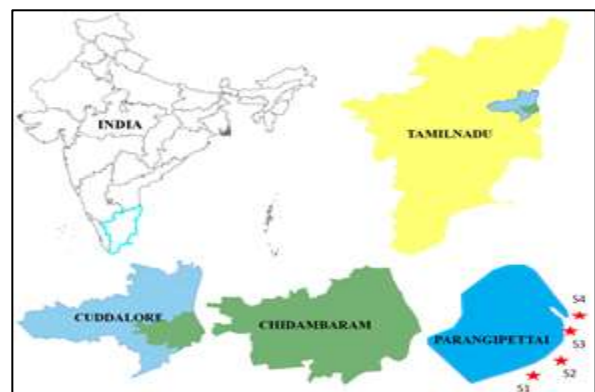 INDIA
TAMILNADU
CUDDALORE
CHIDAMBARAM
PARANGIPETTAI
S4
S3
S2
S1